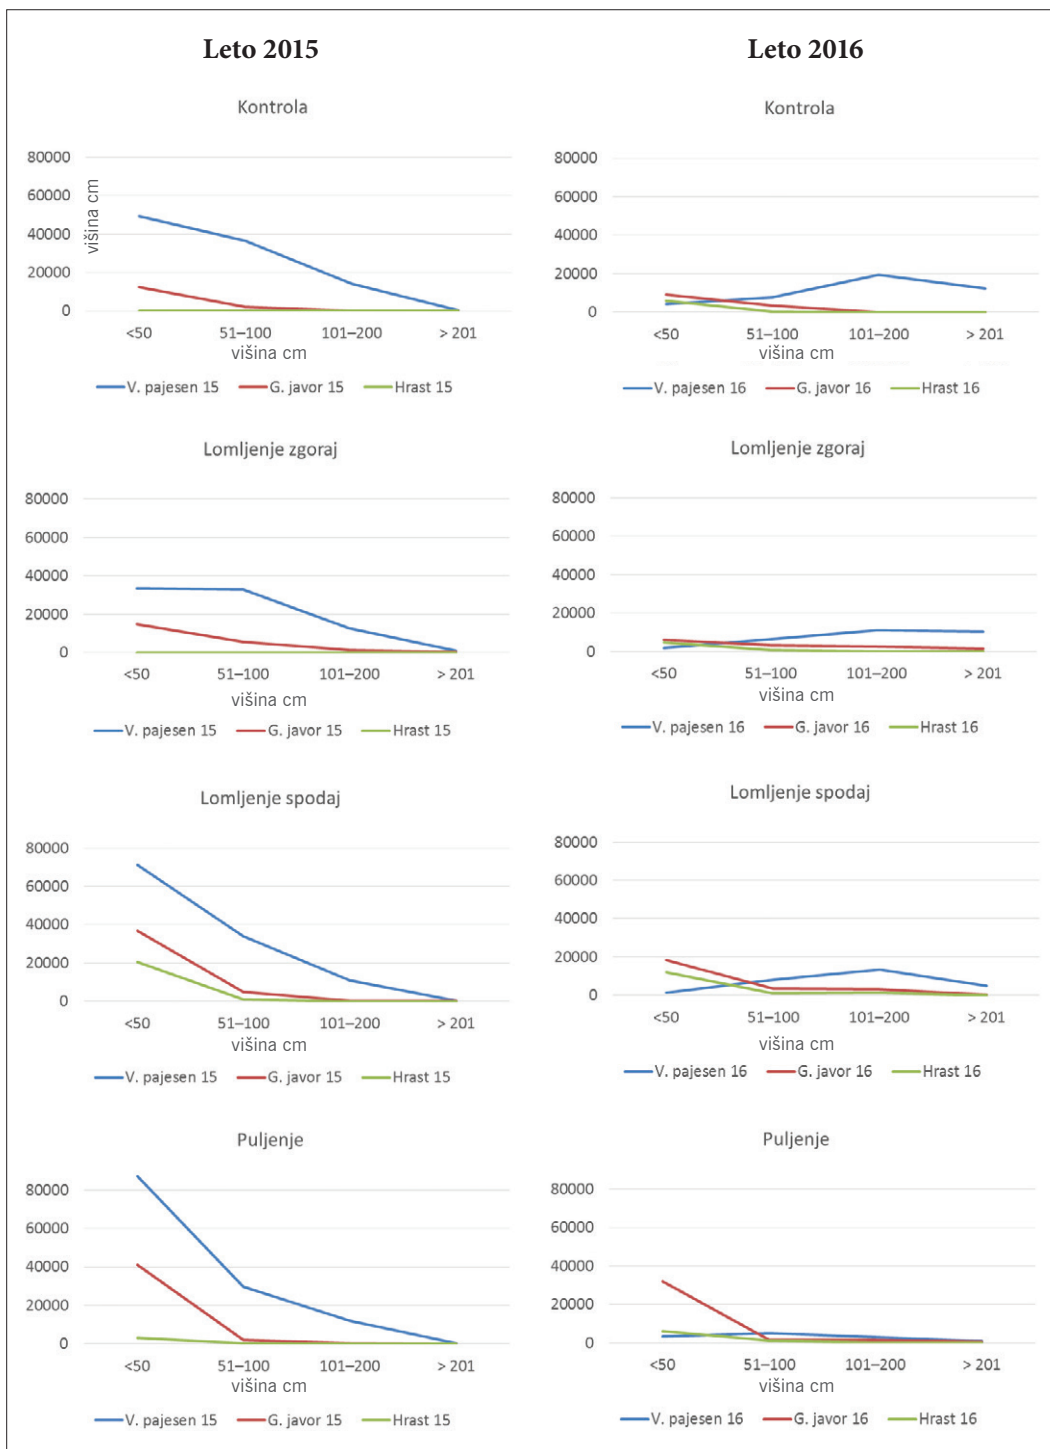 Leto 2015
Leto 2016
Kontrola
80000
60000
40000
20000
0
višina cm
<50 51–100 101–200 > 201
višina cm
V. pajesen 15 G. javor 15 Hrast 15
Kontrola
80000
60000
40000
20000
0
<50 51–100 101–200 > 201
višina cm
V. pajesen 16 G. javor 16 Hrast 16
Lomljenje zgoraj
80000
60000
40000
20000
0
<50 51–100 101–200 > 201
višina cm
V. pajesen 15 G. javor 15 Hrast 15
Lomljenje zgoraj
80000
60000
40000
20000
0
<50 51–100 101–200 > 201
višina cm
V. pajesen 16 G. javor 16 Hrast 16
Lomljenje spodaj
80000
60000
40000
20000
0
<50 51–100 101–200 > 201
višina cm
V. pajesen 15 G. javor 15 Hrast 15
Lomljenje spodaj
80000
60000
40000
20000
0
<50 51–100 101–200 > 201
višina cm
V. pajesen 16 G. javor 16 Hrast 16
Puljenje
80000
60000
40000
20000
0
<50 51–100 101–200 > 201
višina cm
V. pajesen 15 G. javor 15 Hrast 15
Puljenje
80000
60000
40000
20000
0
<50 51–100 101–200 > 201
višina cm
V. pajesen 16 G. javor 16 Hrast 16